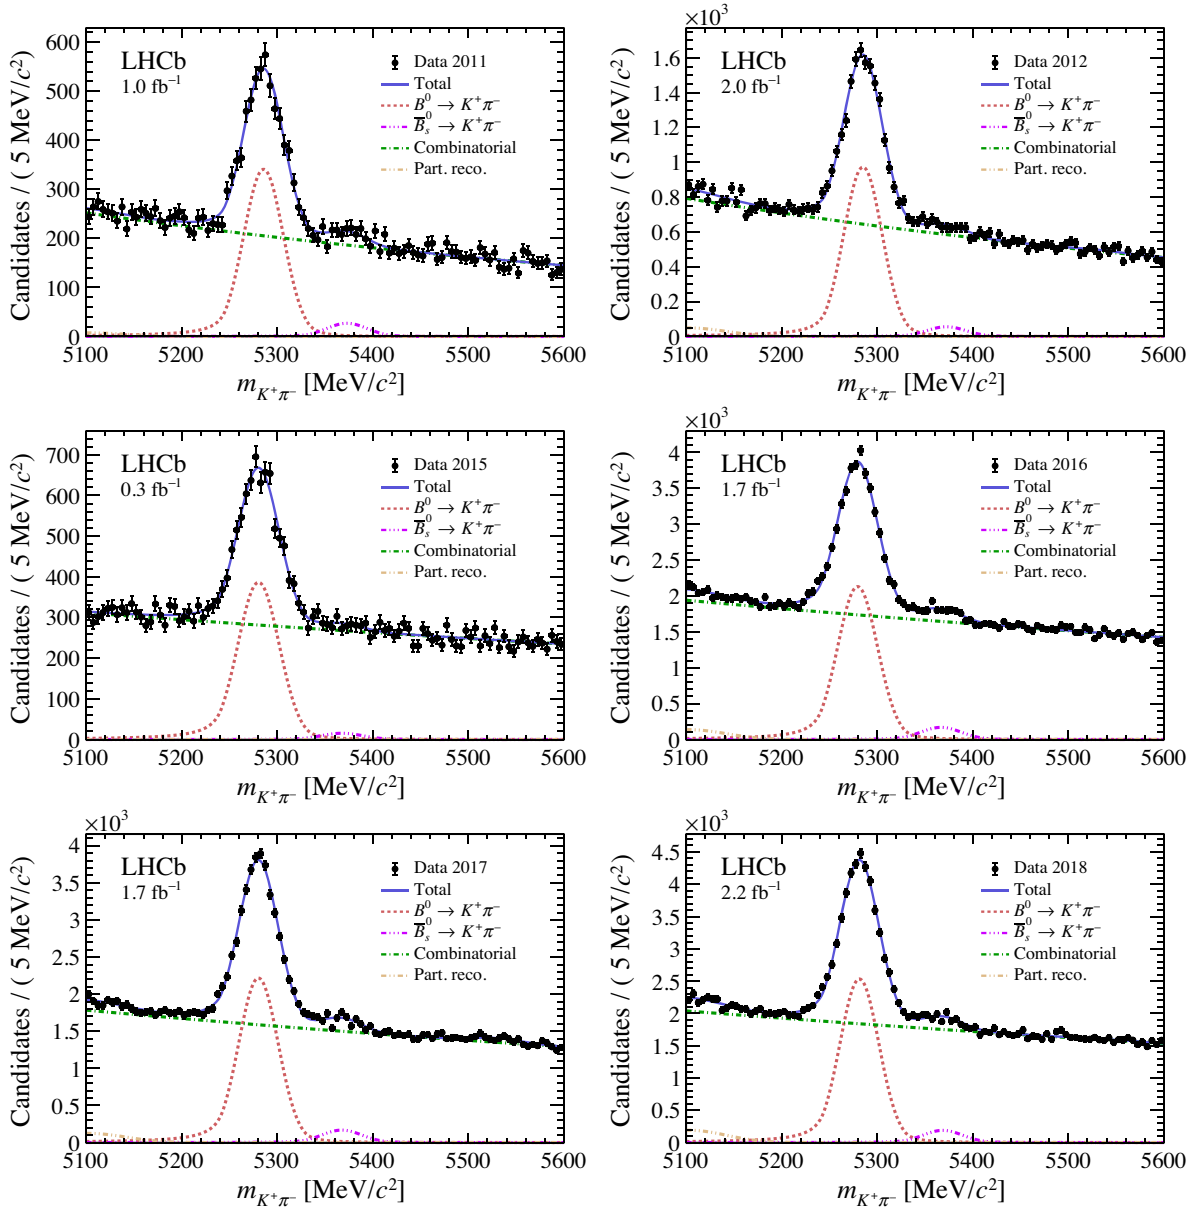 LHCb
1.0 fb⁻¹
Data 2011
Total
B⁰ → K⁺π⁻
B̅ₛ⁰ → K⁺π⁻
Combinatorial
Part. reco.
Candidates / ( 5 MeV/c²)
600
500
400
300
200
100
0
5100 5200 5300 5400 5500 5600
m_{K⁺π⁻} [MeV/c²]
×10³
LHCb
2.0 fb⁻¹
Data 2012
Total
B⁰ → K⁺π⁻
B̅ₛ⁰ → K⁺π⁻
Combinatorial
Part. reco.
Candidates / ( 5 MeV/c²)
1.6
1.4
1.2
1
0.8
0.6
0.4
0.2
0
5100 5200 5300 5400 5500 5600
m_{K⁺π⁻} [MeV/c²]
LHCb
0.3 fb⁻¹
Data 2015
Total
B⁰ → K⁺π⁻
B̅ₛ⁰ → K⁺π⁻
Combinatorial
Part. reco.
Candidates / ( 5 MeV/c²)
700
600
500
400
300
200
100
0
5100 5200 5300 5400 5500 5600
m_{K⁺π⁻} [MeV/c²]
×10³
LHCb
1.7 fb⁻¹
Data 2016
Total
B⁰ → K⁺π⁻
B̅ₛ⁰ → K⁺π⁻
Combinatorial
Part. reco.
Candidates / ( 5 MeV/c²)
4
3.5
3
2.5
2
1.5
1
0.5
0
5100 5200 5300 5400 5500 5600
m_{K⁺π⁻} [MeV/c²]
×10³
LHCb
1.7 fb⁻¹
Data 2017
Total
B⁰ → K⁺π⁻
B̅ₛ⁰ → K⁺π⁻
Combinatorial
Part. reco.
Candidates / ( 5 MeV/c²)
4
3.5
3
2.5
2
1.5
1
0.5
0
5100 5200 5300 5400 5500 5600
m_{K⁺π⁻} [MeV/c²]
×10³
LHCb
2.2 fb⁻¹
Data 2018
Total
B⁰ → K⁺π⁻
B̅ₛ⁰ → K⁺π⁻
Combinatorial
Part. reco.
Candidates / ( 5 MeV/c²)
4.5
4
3.5
3
2.5
2
1.5
1
0.5
0
5100 5200 5300 5400 5500 5600
m_{K⁺π⁻} [MeV/c²]